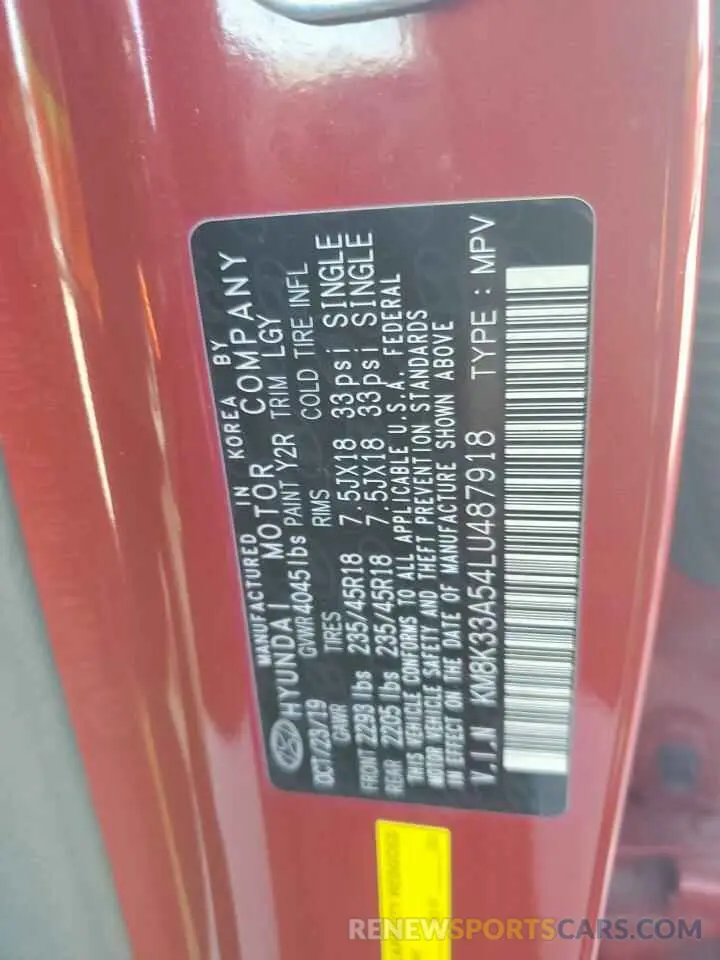 MANUFACTURED IN KOREA BY
HYUNDAI MOTOR COMPANY
OCT/23/19 GVWR 4045lbs PAINT Y2R TRIM LGY
GAWR TIRES RIMS COLD TIRE INFL
FRONT 2293 lbs 235/45R18 7.5JX18 33psi SINGLE
REAR 2205 lbs 235/45R18 7.5JX18 33psi SINGLE
THIS VEHICLE CONFORMS TO ALL APPLICABLE U.S.A. FEDERAL
MOTOR VEHICLE SAFETY AND THEFT PREVENTION STANDARDS
IN EFFECT ON THE DATE OF MANUFACTURE SHOWN ABOVE
V.I.N KM8K33A54LU487918 TYPE : MPV
RENEWSPORTSCARS.COM